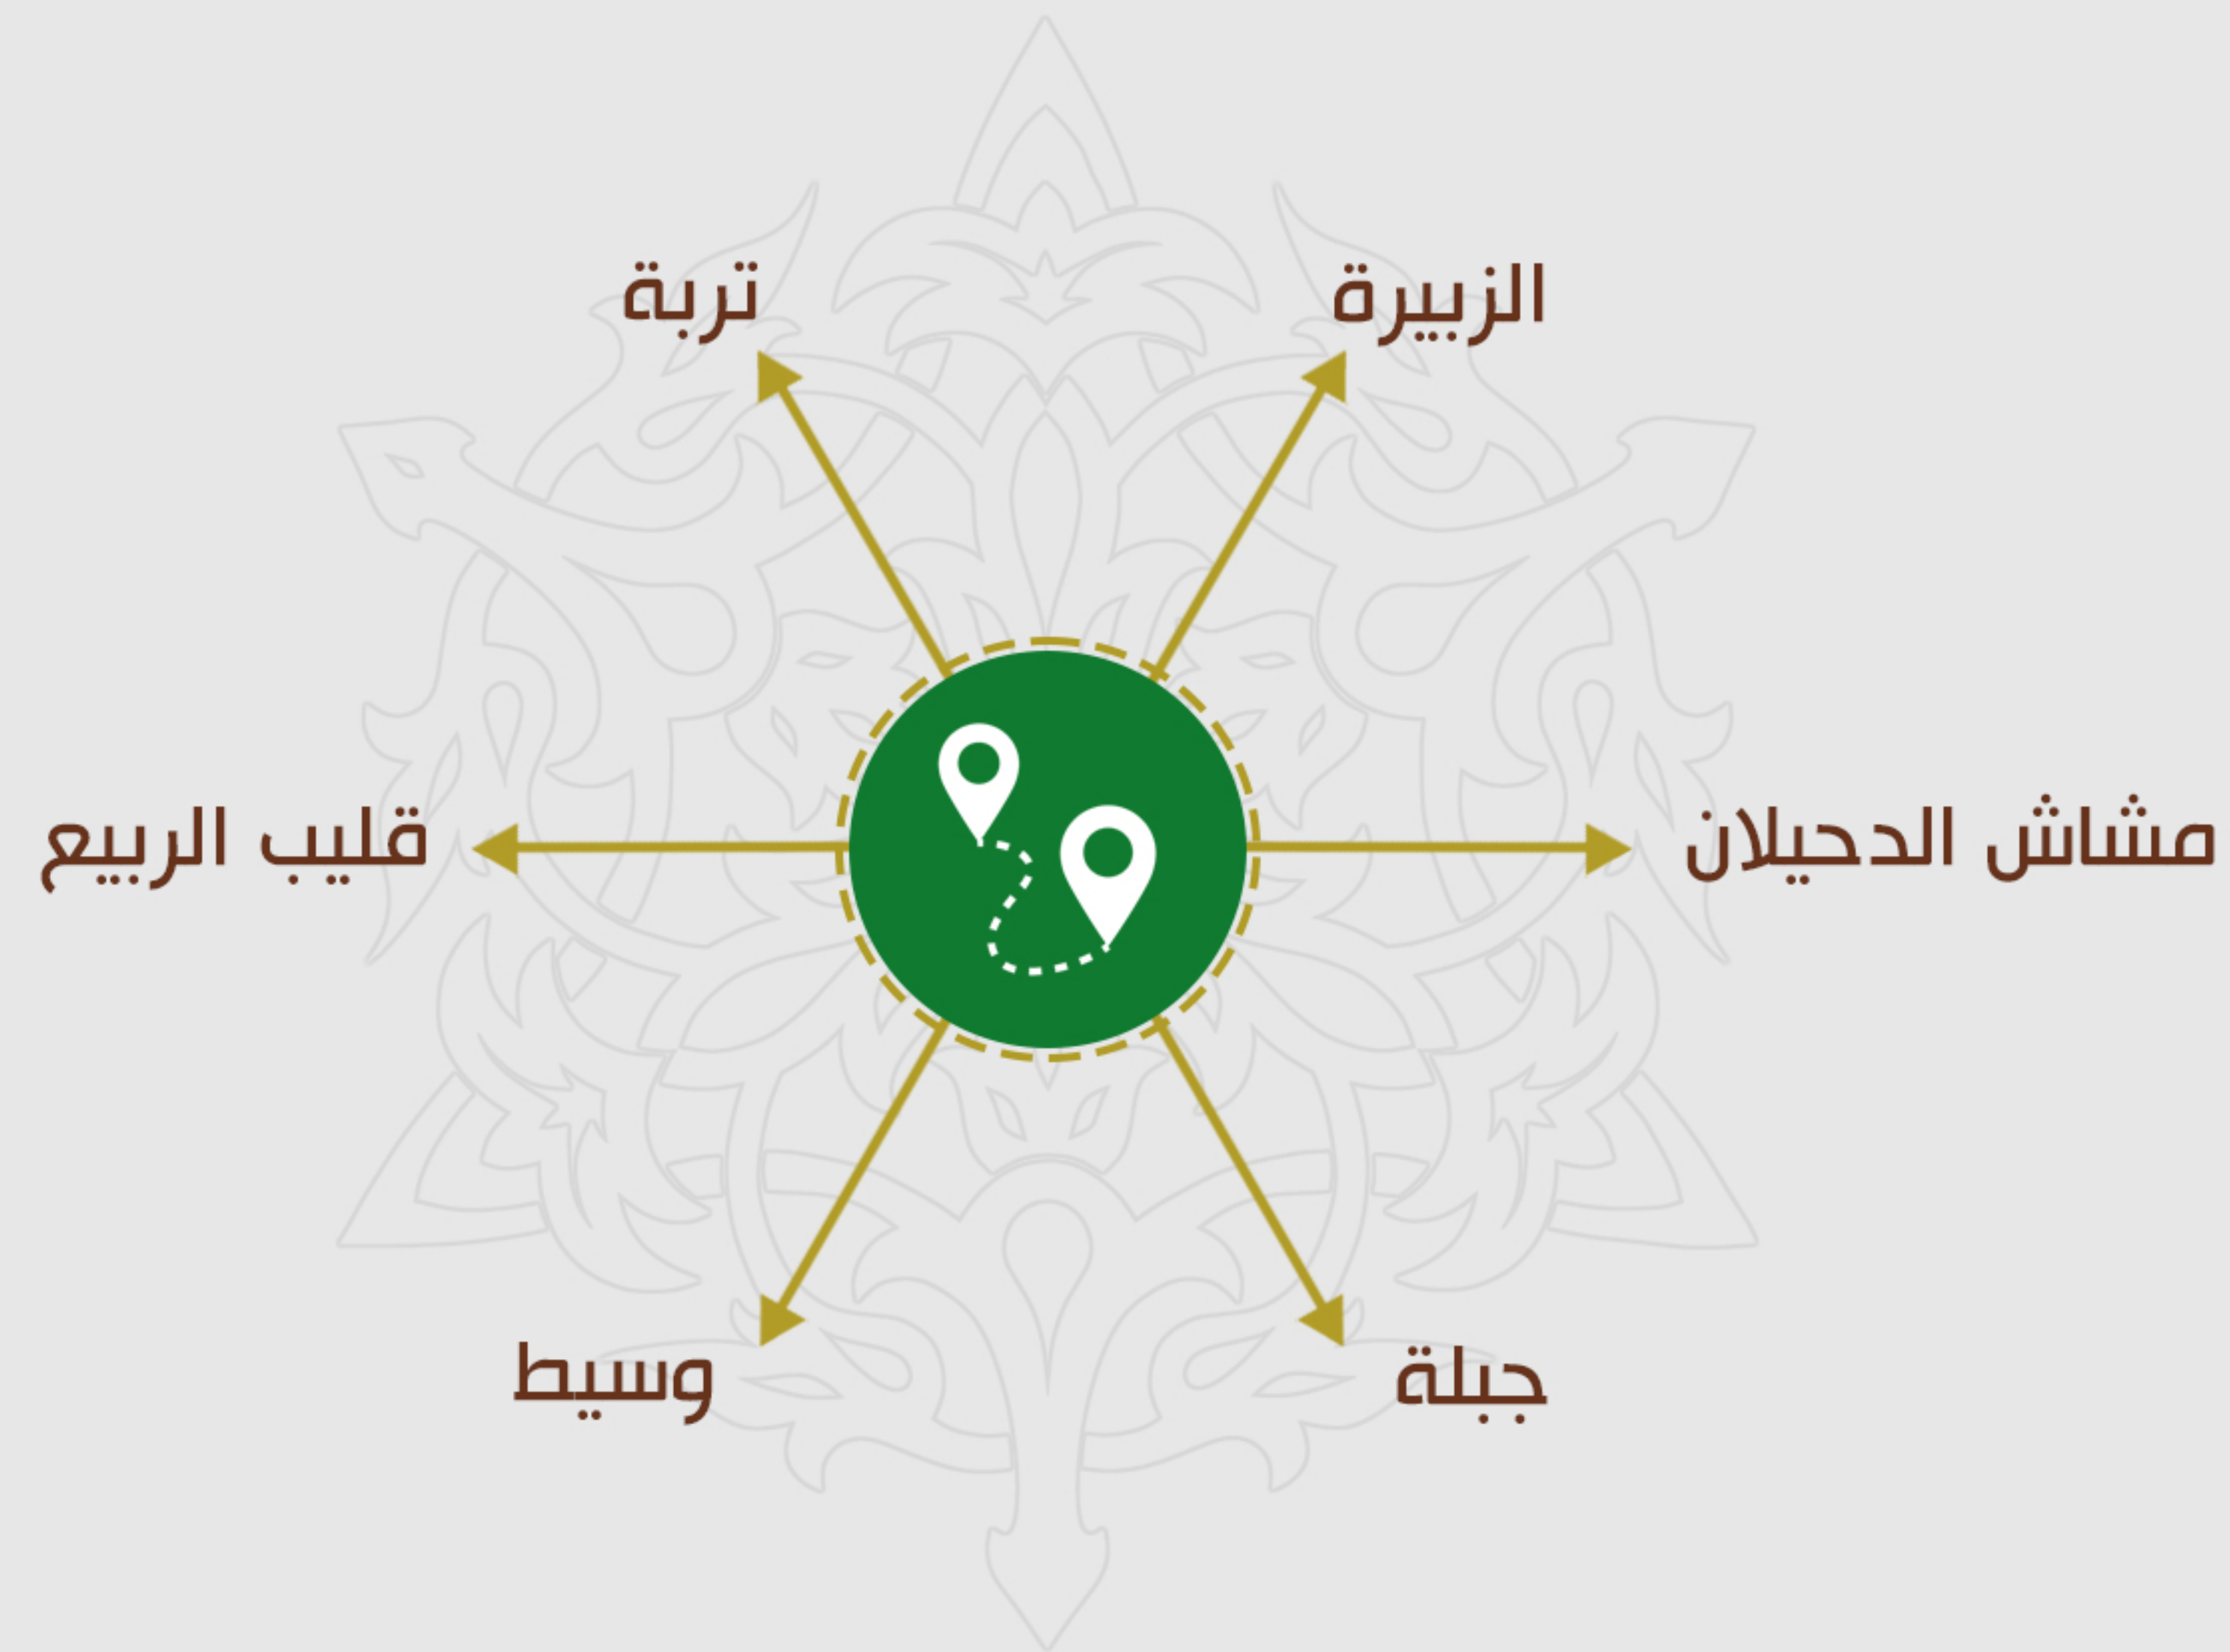 الزبيرة
تربة
مشاش الدحيلان
قليب الربيع
جبلة
وسيط